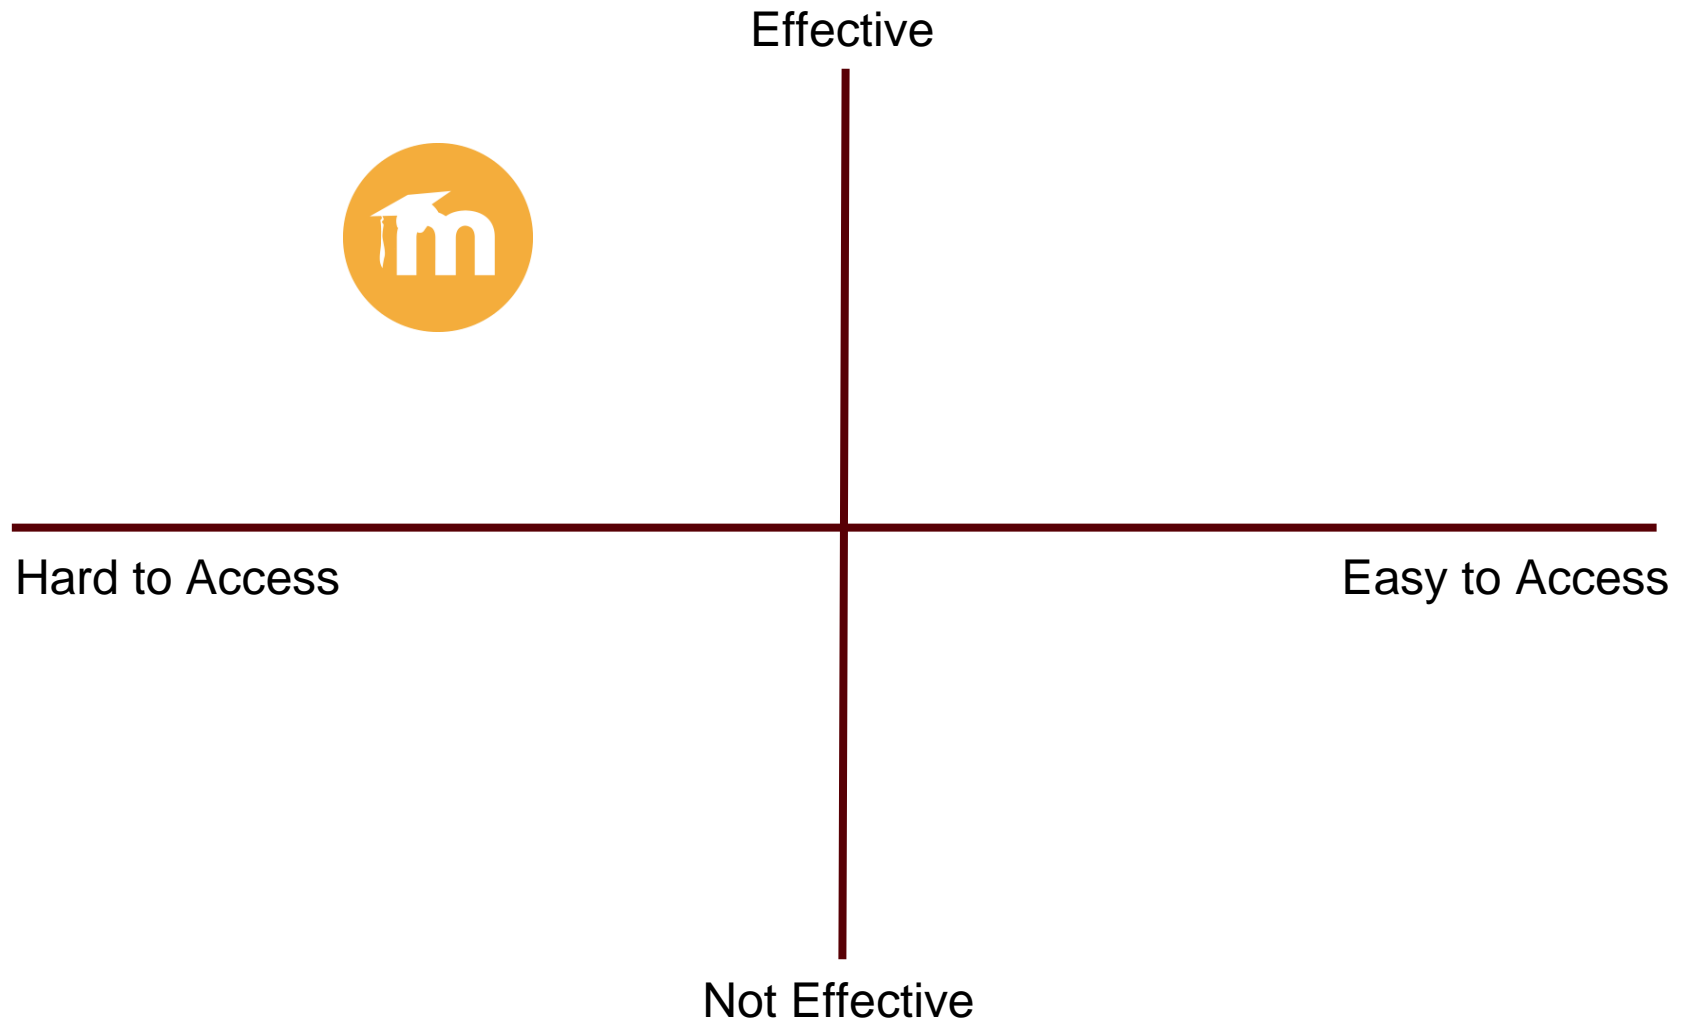 Effective
m
Hard to Access
Easy to Access
Not Effective